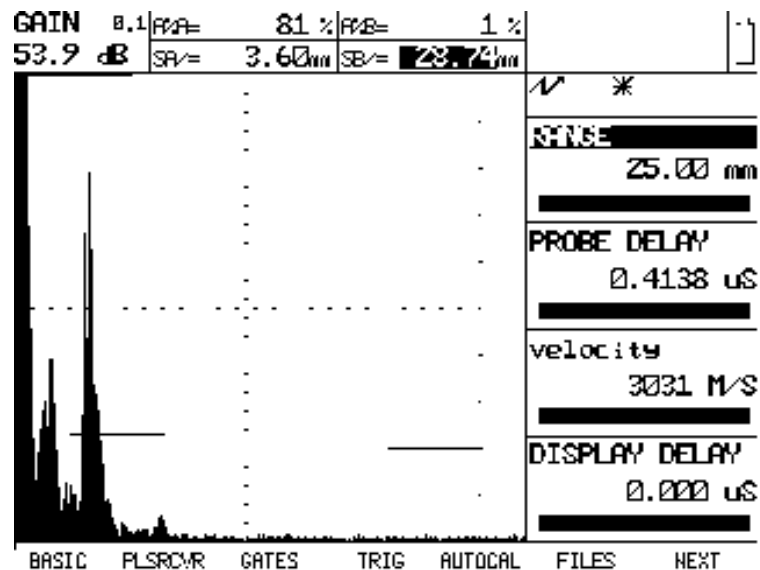 GAIN 0.1 A%A= 81 % A%B= 1 %
53.9 dB SA/= 3.60mm SB/= 28.74mm
RANGE
25.00 mm
PROBE DELAY
0.4138 uS
velocity
3031 M/S
DISPLAY DELAY
0.000 uS
BASIC PLSRCVR GATES TRIG AUTOCAL FILES NEXT